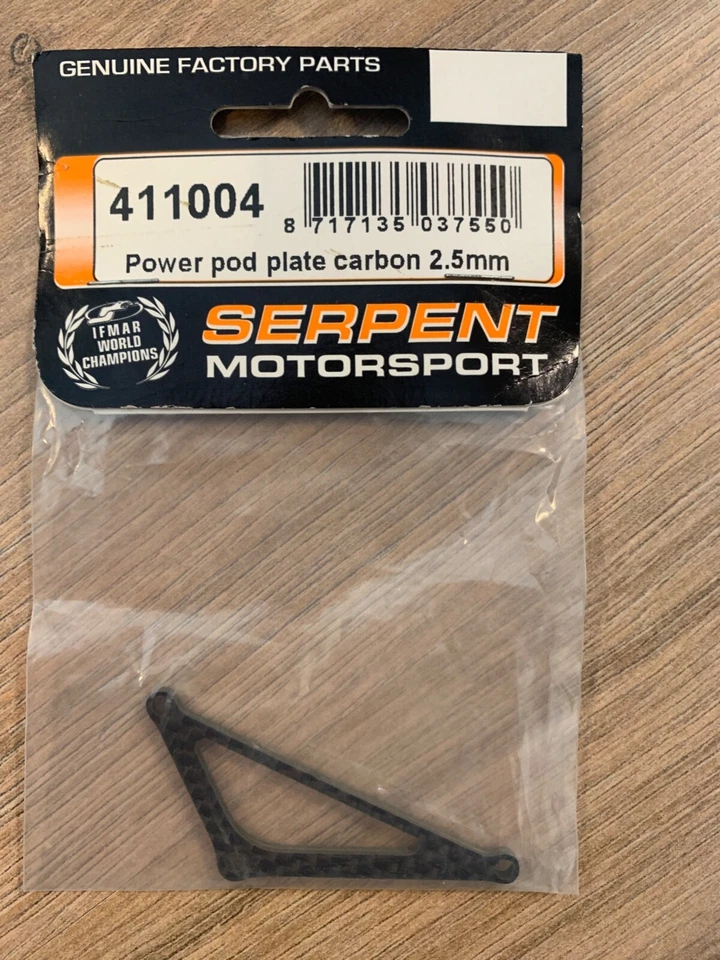 GENUINE FACTORY PARTS
411004
8 717135 037550
Power pod plate carbon 2.5mm
IFMAR
WORLD
CHAMPIONS
SERPENT
MOTORSPORT